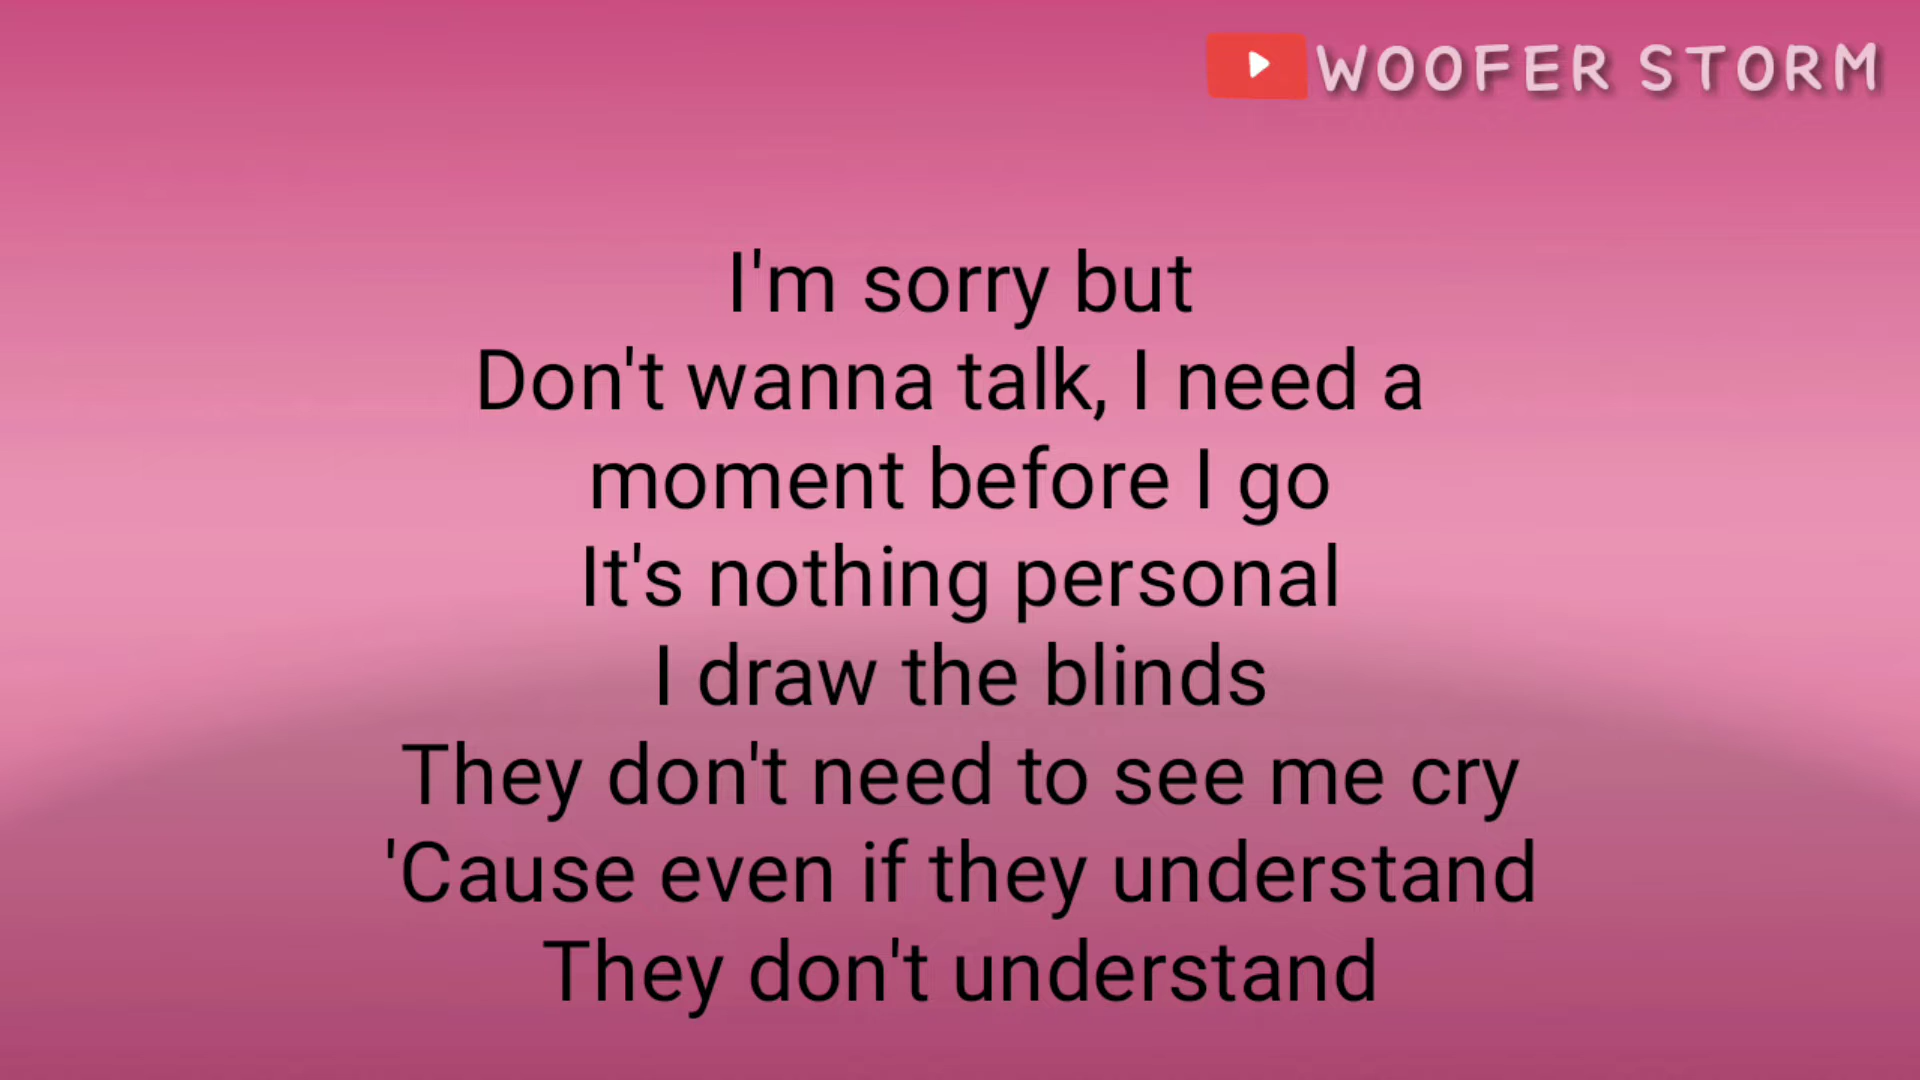 WOOFER STORM
I'm sorry but
Don't wanna talk, I need a
moment before I go
It's nothing personal
I draw the blinds
They don't need to see me cry
'Cause even if they understand
They don't understand